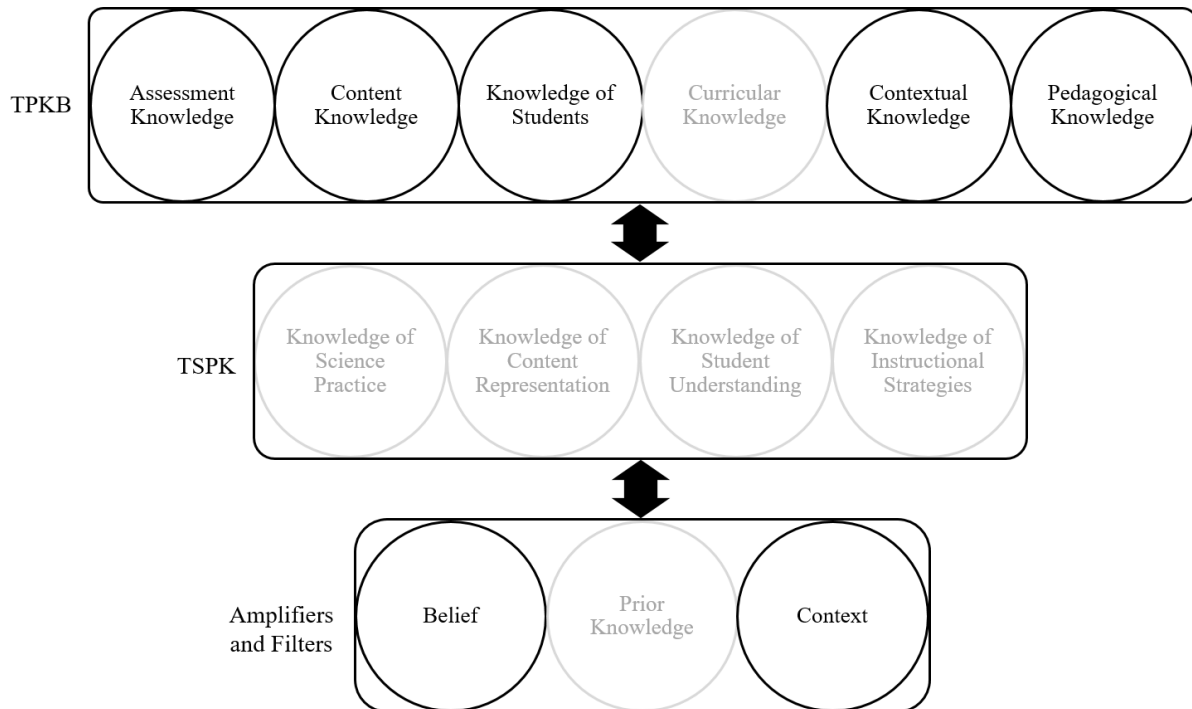 TPKB
Assessment
Knowledge
Content
Knowledge
Knowledge of
Students
Curricular
Knowledge
Contextual
Knowledge
Pedagogical
Knowledge
TSPK
Knowledge of
Science
Practice
Knowledge of
Content
Representation
Knowledge of
Student
Understanding
Knowledge of
Instructional
Strategies
Amplifiers
and Filters
Belief
Prior
Knowledge
Context